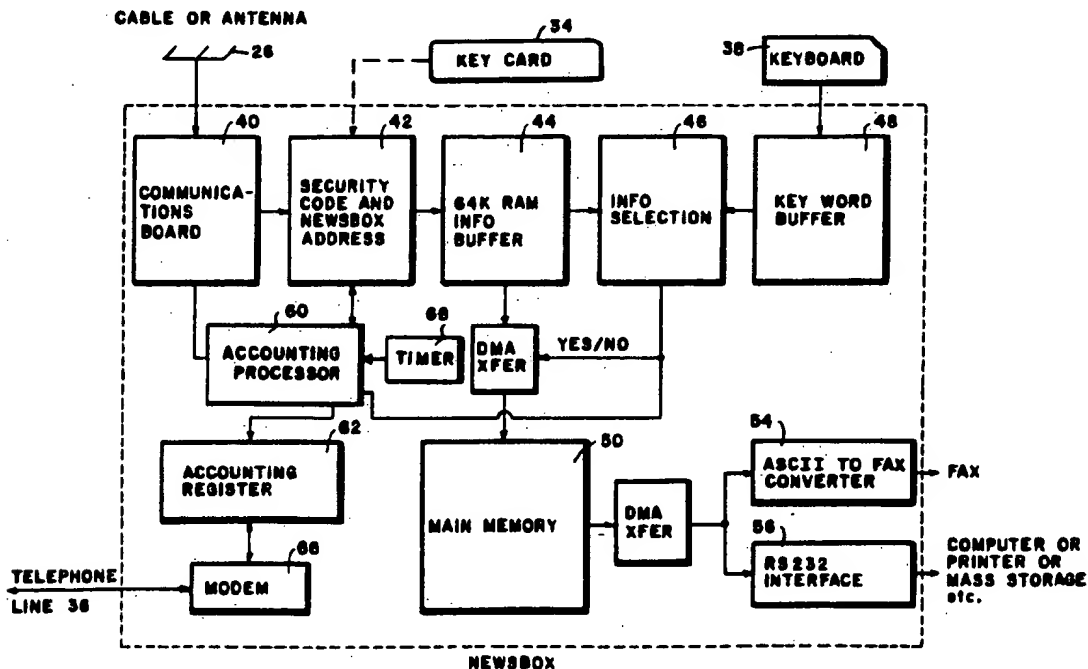 CABLE OR ANTENNA
26
KEY CARD
34
38
KEYBOARD
40
42
44
46
48
COMMUNICA-
TIONS
BOARD
SECURITY
CODE AND
NEWSBOX
ADDRESS
64K RAM
INFO
BUFFER
INFO
SELECTION
KEY WORD
BUFFER
60
ACCOUNTING
PROCESSOR
68
TIMER
DMA
XFER
YES/NO
62
ACCOUNTING
REGISTER
50
MAIN MEMORY
DMA
XFER
54
ASCII TO FAX
CONVERTER
FAX
56
RS232
INTERFACE
COMPUTER OR
PRINTER OR
MASS STORAGE
etc.
TELEPHONE
LINE 36
66
MODEM
NEWSBOX